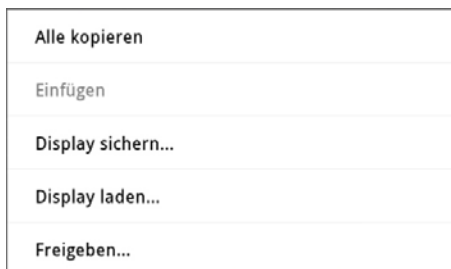 Alle kopieren
Einfügen
Display sichern...
Display laden...
Freigeben...